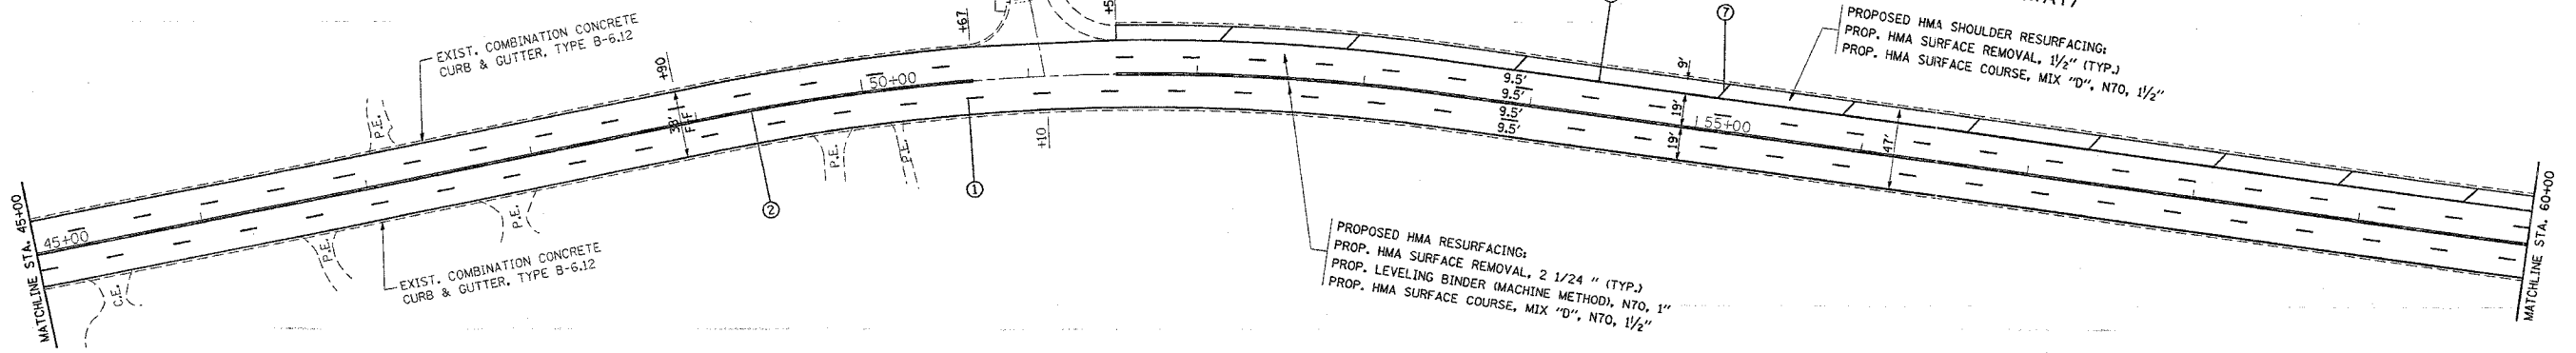 EXIST. COMBINATION CONCRETE
CURB & GUTTER, TYPE B-6.12
+67
7
PROPOSED HMA SHOULDER RESURFACING:
PROP. HMA SURFACE REMOVAL, 1½" (TYP.)
PROP. HMA SURFACE COURSE, MIX "D", N70, 1½"
+90
50+00
38'
F-F
9.5'
9.5'
9.5'
9.5'
9'
19'
19'
55+00
47'
P.E.
P.E.
P.E.
+10
2
1
MATCHLINE STA. 45+00
45+00
C.E.
P.E.
P.E.
EXIST. COMBINATION CONCRETE
CURB & GUTTER, TYPE B-6.12
PROPOSED HMA RESURFACING:
PROP. HMA SURFACE REMOVAL, 2 1/24 " (TYP.)
PROP. LEVELING BINDER (MACHINE METHOD), N70, 1"
PROP. HMA SURFACE COURSE, MIX "D", N70, 1½"
MATCHLINE STA. 60+00